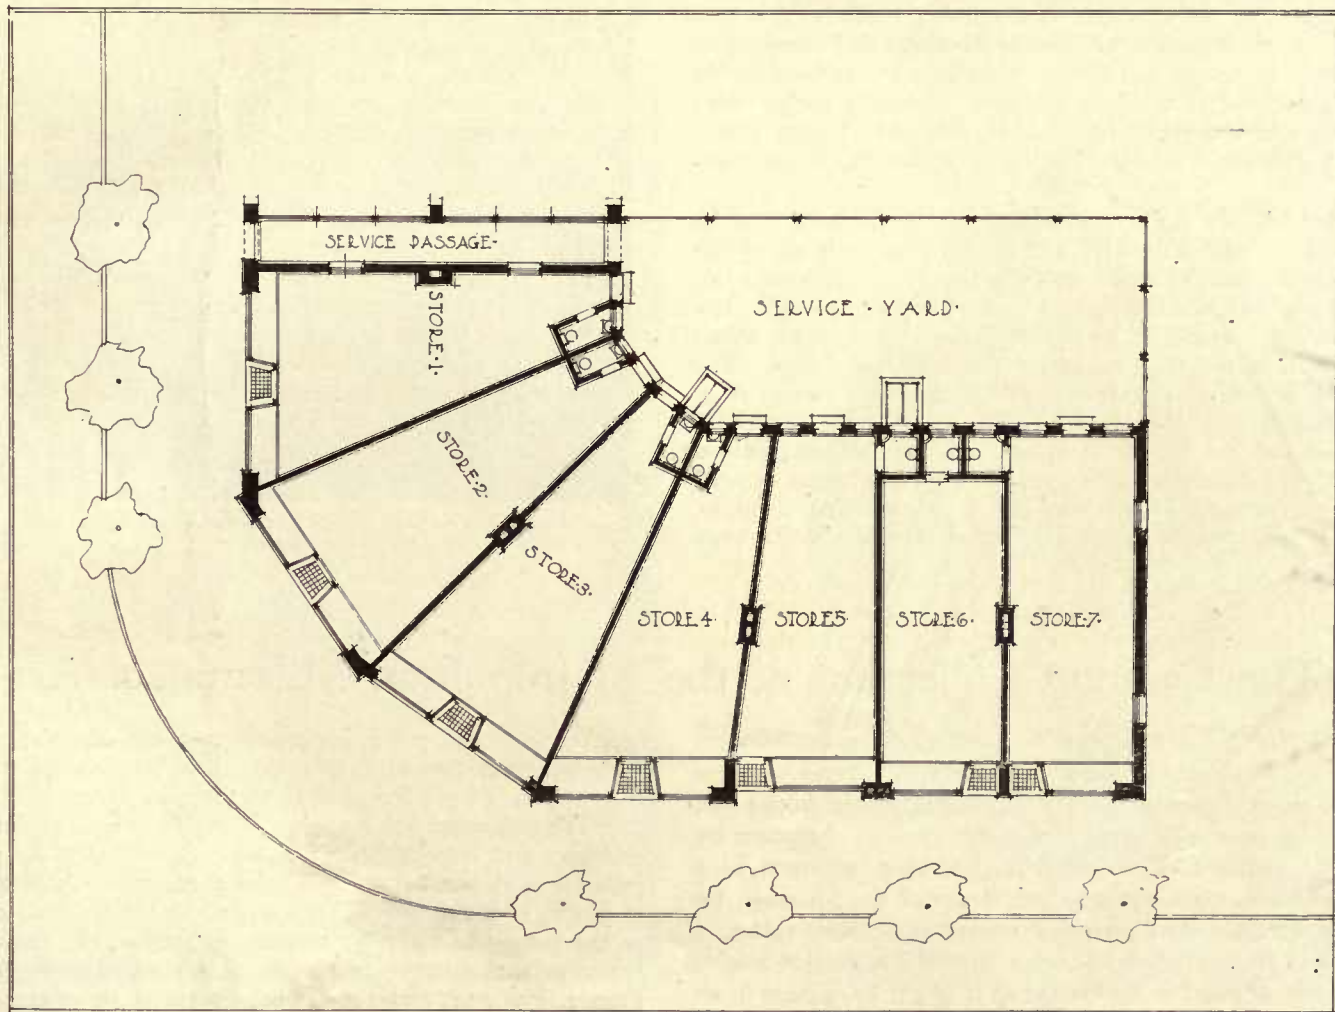 SERVICE PASSAGE·
SERVICE · YARD·
STORE·1·
STORE·2·
STORE·3·
STORE 4·
STORE 5
STORE 6·
STORE·7·